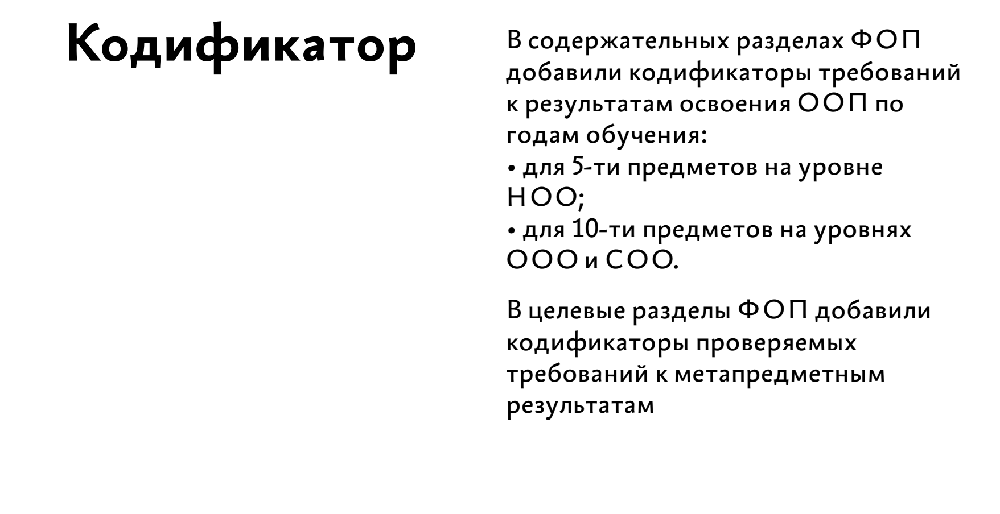 Кодификатор
В содержательных разделах ФОП
добавили кодификаторы требований
к результатам освоения ООП по
годам обучения:
• для 5-ти предметов на уровне
НОО;
• для 10-ти предметов на уровнях
ООО и СОО.
В целевые разделы ФОП добавили
кодификаторы проверяемых
требований к метапредметным
результатам